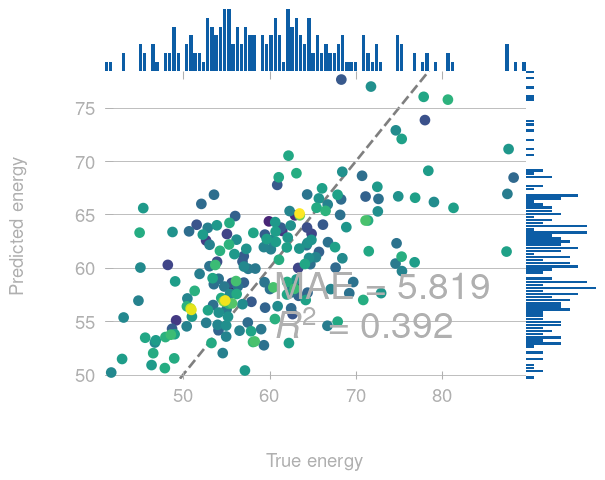 75
70
65
60
55
50
Predicted energy
MAE = 5.819
R² = 0.392
50
60
70
80
True energy